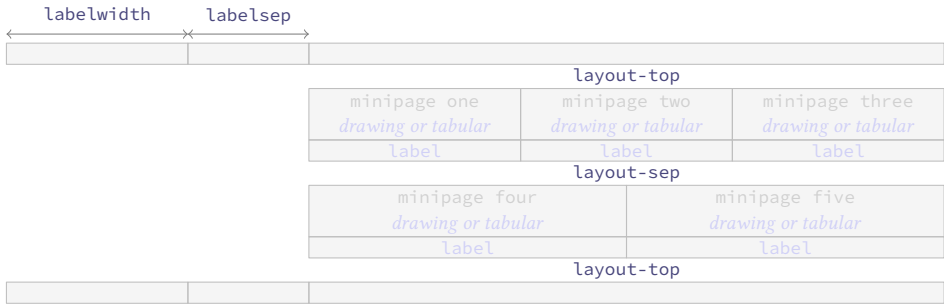 labelwidth labelsep
layout-top
minipage one minipage two minipage three
drawing or tabular drawing or tabular drawing or tabular
label label label
layout-sep
minipage four minipage five
drawing or tabular drawing or tabular
label label
layout-top